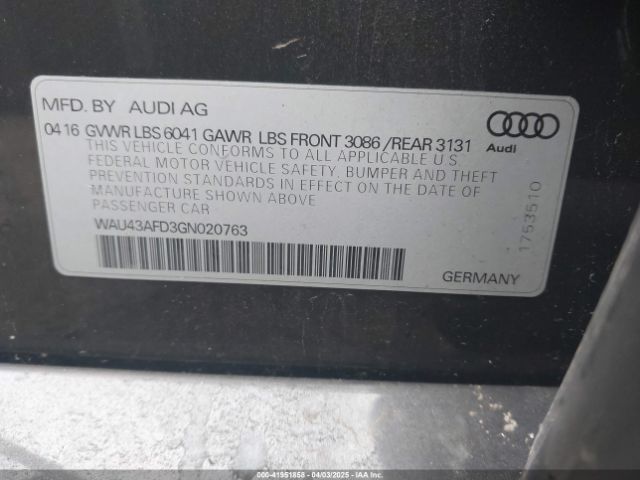 MFD. BY AUDI AG
04 16 GVWR LBS 6041 GAWR LBS FRONT 3086 / REAR 3131
THIS VEHICLE CONFORMS TO ALL APPLICABLE U S
FEDERAL MOTOR VEHICLE SAFETY. BUMPER AND THEFT
PREVENTION STANDARDS IN EFFECT ON THE DATE OF
MANUFACTURE SHOWN ABOVE
PASSENGER CAR
WAU43AFD3GN020763
Audi
1753510
GERMANY
000-41951858 - 04/03/2025 - IAA Inc.